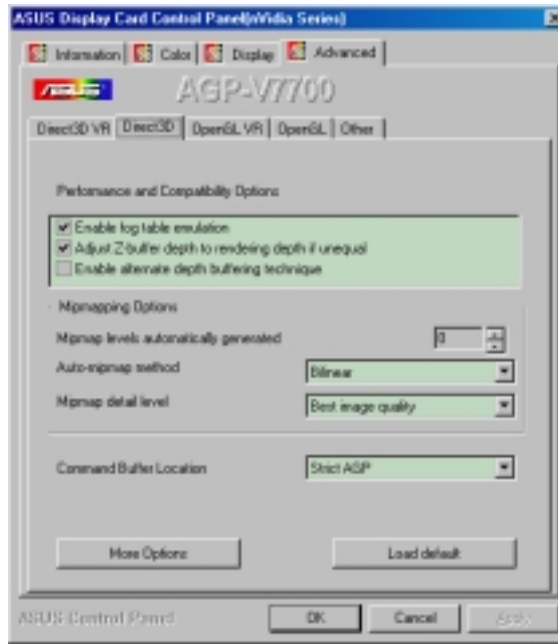 ASUS Display Card Control Panel(nVidia Series)
Information Color Display Advanced
ASUS AGP-V7700
Direct3D VR Direct3D OpenGL VR OpenGL Other
Performance and Compatibility Options
Enable fog table emulation
Adjust Z-buffer depth to rendering depth if unequal
Enable alternate depth buffering technique
Mipmapping Options
Mipmap levels automatically generated 0
Auto-mipmap method Bilinear
Mipmap detail level Best image quality
Command Buffer Location Strict AGP
More Options Load default
ASUS Control Panel OK Cancel Apply